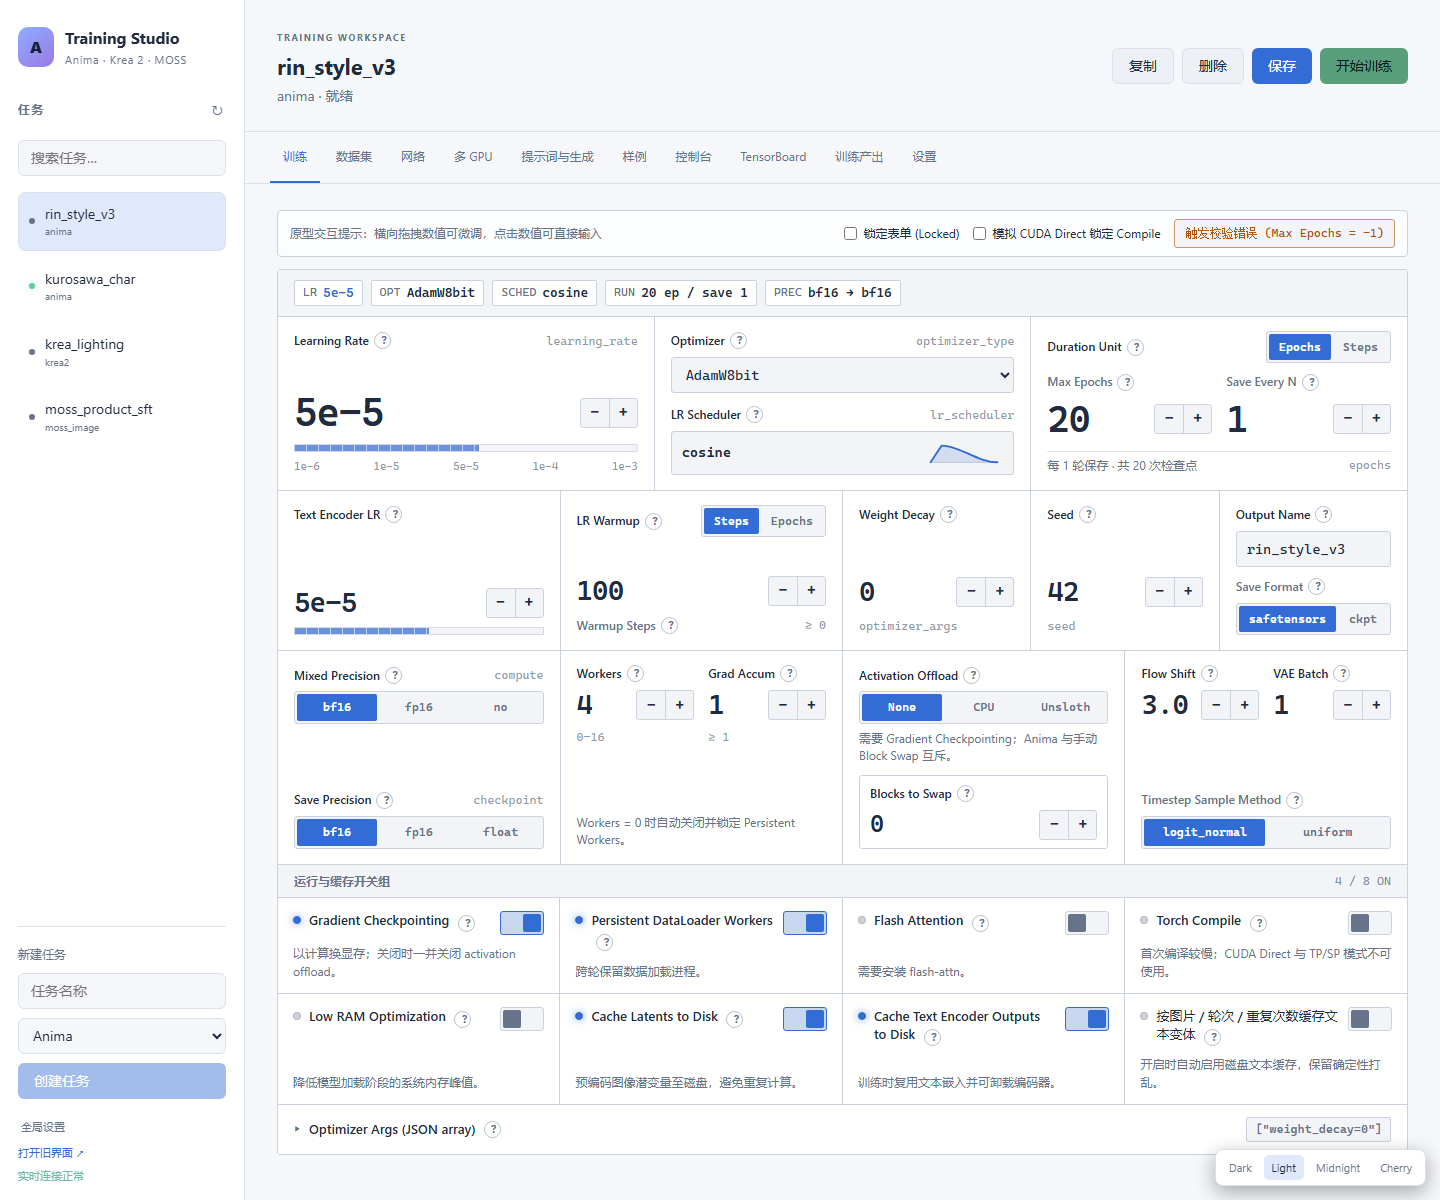 A
Training Studio
Anima · Krea 2 · MOSS
任务
↻
搜索任务...
rin_style_v3
anima
kurosawa_char
anima
krea_lighting
krea2
moss_product_sft
moss_image
新建任务
任务名称
Anima
创建任务
全局设置
打开旧界面 ↗
实时连接正常
TRAINING WORKSPACE
rin_style_v3
anima · 就绪
复制 删除 保存 开始训练
训练 数据集 网络 多 GPU 提示词与生成 样例 控制台 TensorBoard 训练产出 设置
原型交互提示：横向拖拽数值可微调，点击数值可直接输入
锁定表单 (Locked) 模拟 CUDA Direct 锁定 Compile 触发校验错误 (Max Epochs = −1)
LR 5e−5 OPT AdamW8bit SCHED cosine RUN 20 ep / save 1 PREC bf16 → bf16
Learning Rate ? learning_rate
5e−5 − +
1e−6 1e−5 5e−5 1e−4 1e−3
Optimizer ? optimizer_type
AdamW8bit
LR Scheduler ? lr_scheduler
cosine
Duration Unit ? Epochs Steps
Max Epochs ? Save Every N ?
20 − + 1 − +
每 1 轮保存 · 共 20 次检查点 epochs
Text Encoder LR ?
5e−5 − +
LR Warmup ? Steps Epochs
100 − +
Warmup Steps ? ≥ 0
Weight Decay ?
0 − +
optimizer_args
Seed ?
42 − +
seed
Output Name ?
rin_style_v3
Save Format ?
safetensors ckpt
Mixed Precision ? compute
bf16 fp16 no
Save Precision ? checkpoint
bf16 fp16 float
Workers ? Grad Accum ?
4 − + 1 − +
0−16 ≥ 1
Workers = 0 时自动关闭并锁定 Persistent
Workers。
Activation Offload ?
None CPU Unsloth
需要 Gradient Checkpointing；Anima 与手动
Block Swap 互斥。
Blocks to Swap ?
0 − +
Flow Shift ? VAE Batch ?
3.0 − + 1 − +
Timestep Sample Method ?
logit_normal uniform
运行与缓存开关组 4 / 8 ON
Gradient Checkpointing ?
以计算换显存；关闭时一并关闭 activation
offload。
Persistent DataLoader Workers
?
跨轮保留数据加载进程。
Flash Attention ?
需要安装 flash-attn。
Torch Compile ?
首次编译较慢；CUDA Direct 与 TP/SP 模式不可
使用。
Low RAM Optimization ?
降低模型加载阶段的系统内存峰值。
Cache Latents to Disk ?
预编码图像潜变量至磁盘，避免重复计算。
Cache Text Encoder Outputs
to Disk ?
训练时复用文本嵌入并可卸载编码器。
按图片 / 轮次 / 重复次数缓存文
本变体 ?
开启时自动启用磁盘文本缓存，保留确定性打
乱。
▸ Optimizer Args (JSON array) ? ["weight_decay=0"]
Dark Light Midnight Cherry